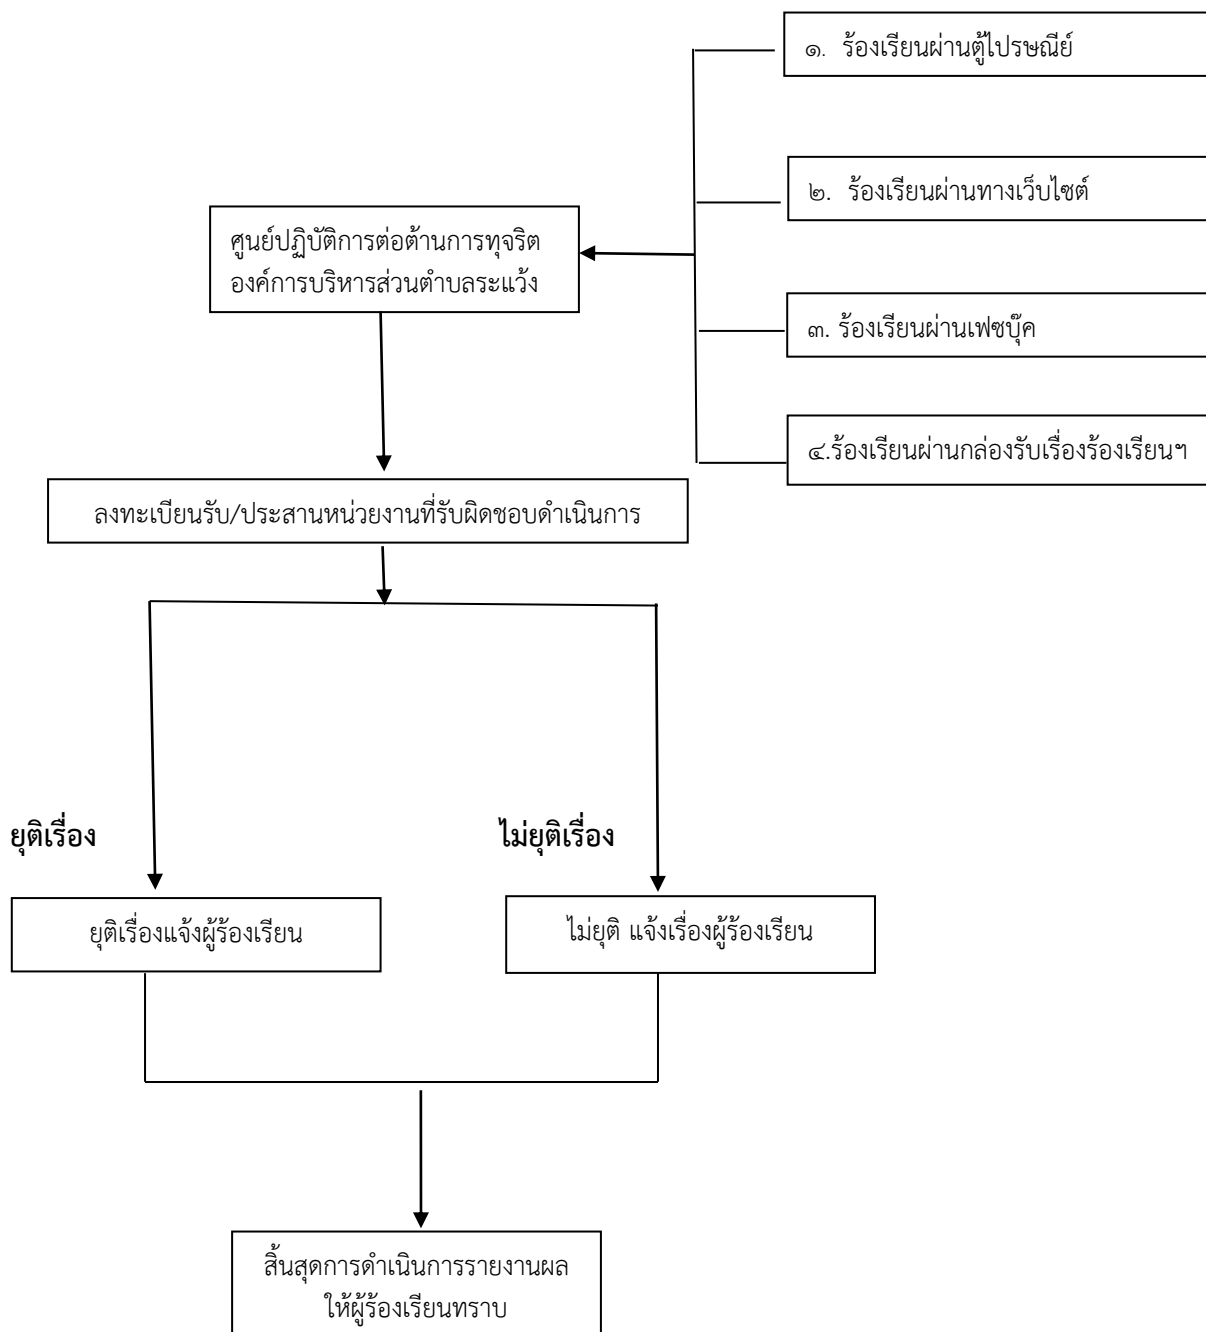 ๑. ร้องเรียนผ่านตู้ไปรษณีย์
๒. ร้องเรียนผ่านทางเว็บไซต์
ศูนย์ปฏิบัติการต่อต้านการทุจริต
องค์การบริหารส่วนตำบลระแว้ง
๓. ร้องเรียนผ่านเฟซบุ๊ค
๔.ร้องเรียนผ่านกล่องรับเรื่องร้องเรียนฯ
ลงทะเบียนรับ/ประสานหน่วยงานที่รับผิดชอบดำเนินการ
ยุติเรื่อง
ไม่ยุติเรื่อง
ยุติเรื่องแจ้งผู้ร้องเรียน
ไม่ยุติ แจ้งเรื่องผู้ร้องเรียน
สิ้นสุดการดำเนินการรายงานผล
ให้ผู้ร้องเรียนทราบ